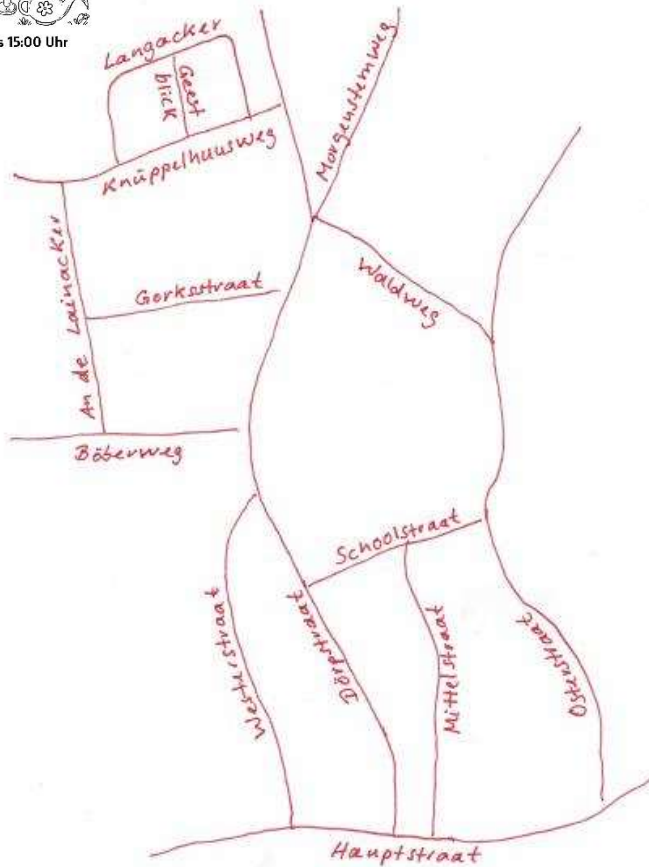 s 15:00 Uhr
Langacker
Geest
blick
Morgensternweg
Knüppelhuusweg
An de Lainacker
Gorksstraat
Waldweg
Böberweg
Schoolstraat
Westerstraat
Dörpstraat
Mittelstraat
Osterstraat
Hauptstraat